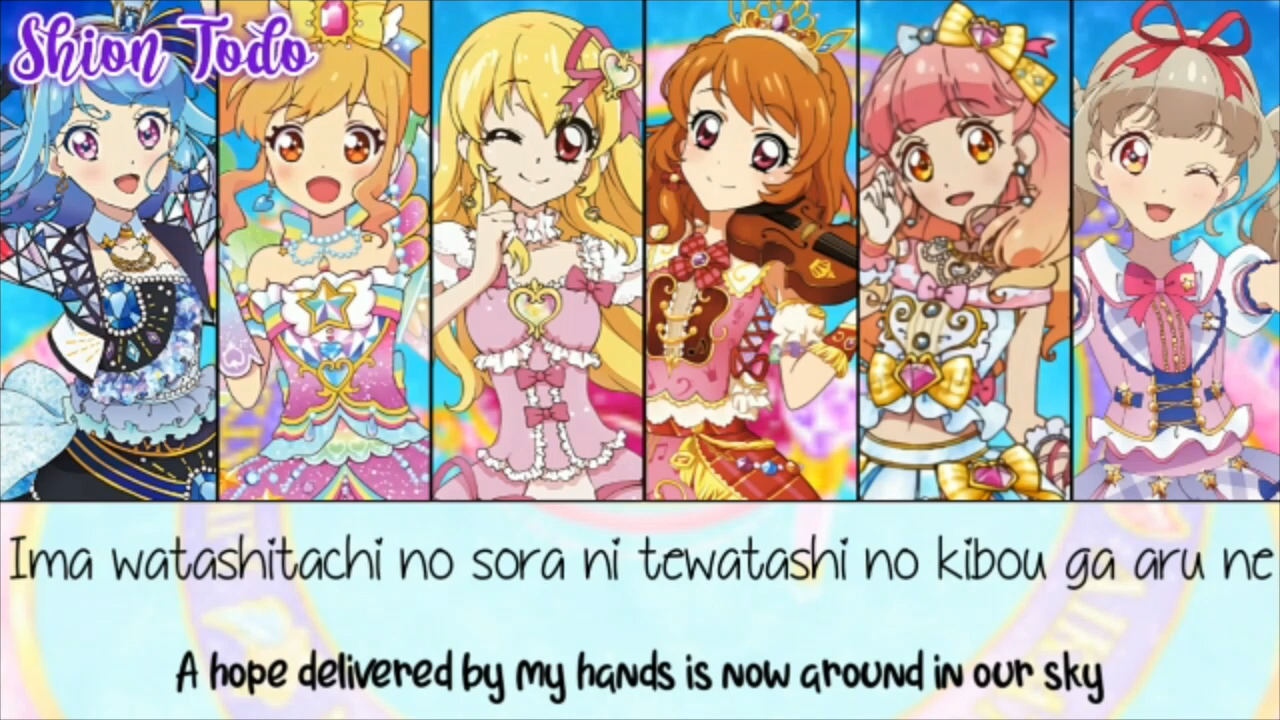 Shion Todo
Ima watashitachi no sora ni tewatashi no kibou ga aru ne
A hope delivered by my hands is now around in our sky